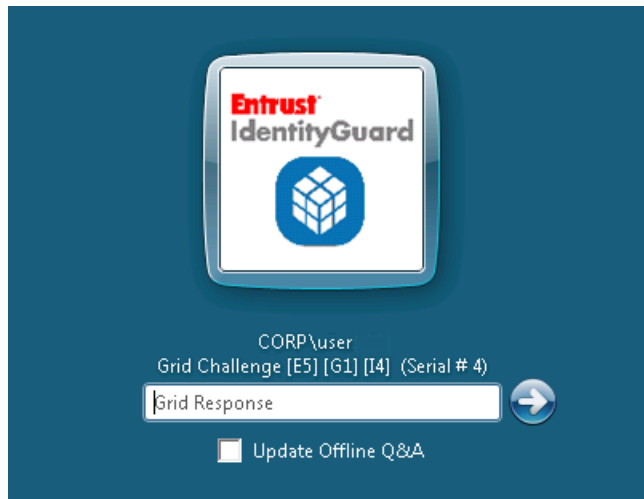 Entrust
IdentityGuard
CORP\user
Grid Challenge [E5] [G1] [I4] (Serial # 4)
Grid Response
Update Offline Q&A